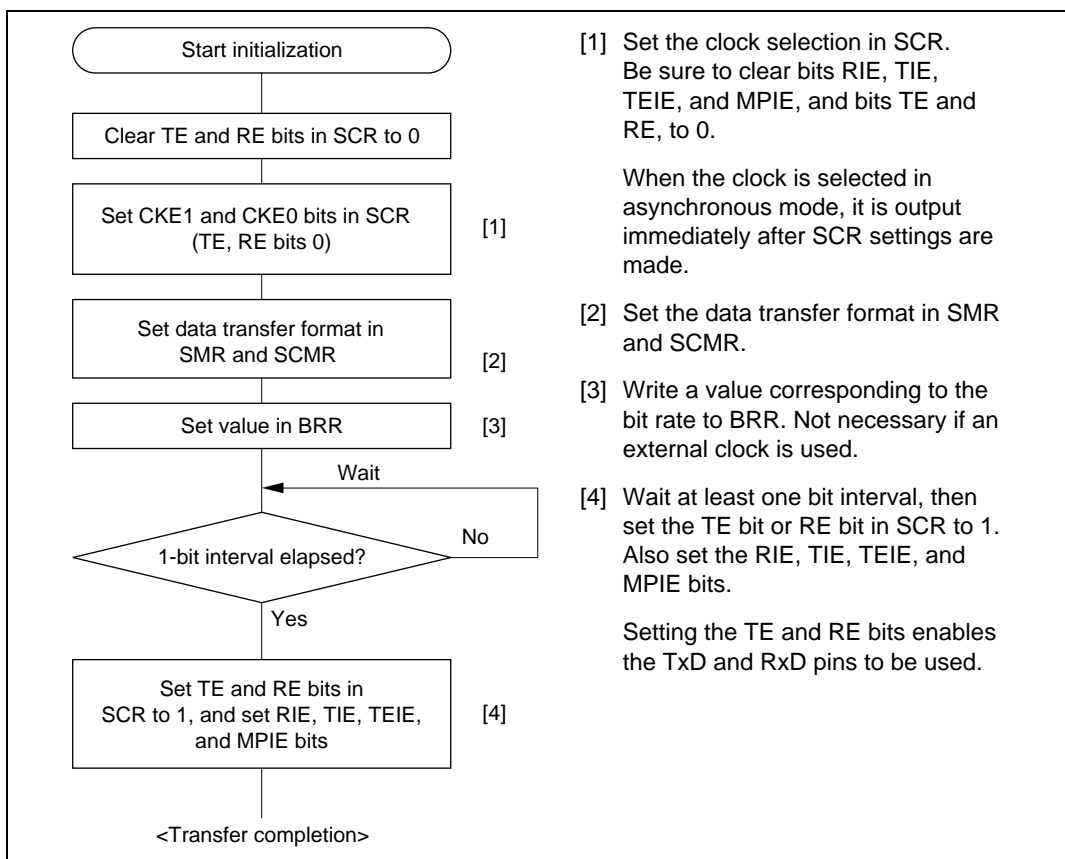 Start initialization
Clear TE and RE bits in SCR to 0
Set CKE1 and CKE0 bits in SCR
(TE, RE bits 0)
[1]
Set data transfer format in
SMR and SCMR
[2]
Set value in BRR
[3]
Wait
No
1-bit interval elapsed?
Yes
Set TE and RE bits in
SCR to 1, and set RIE, TIE, TEIE,
and MPIE bits
[4]
<Transfer completion>
[1] Set the clock selection in SCR.
Be sure to clear bits RIE, TIE,
TEIE, and MPIE, and bits TE and
RE, to 0.
When the clock is selected in
asynchronous mode, it is output
immediately after SCR settings are
made.
[2] Set the data transfer format in SMR
and SCMR.
[3] Write a value corresponding to the
bit rate to BRR. Not necessary if an
external clock is used.
[4] Wait at least one bit interval, then
set the TE bit or RE bit in SCR to 1.
Also set the RIE, TIE, TEIE, and
MPIE bits.
Setting the TE and RE bits enables
the TxD and RxD pins to be used.